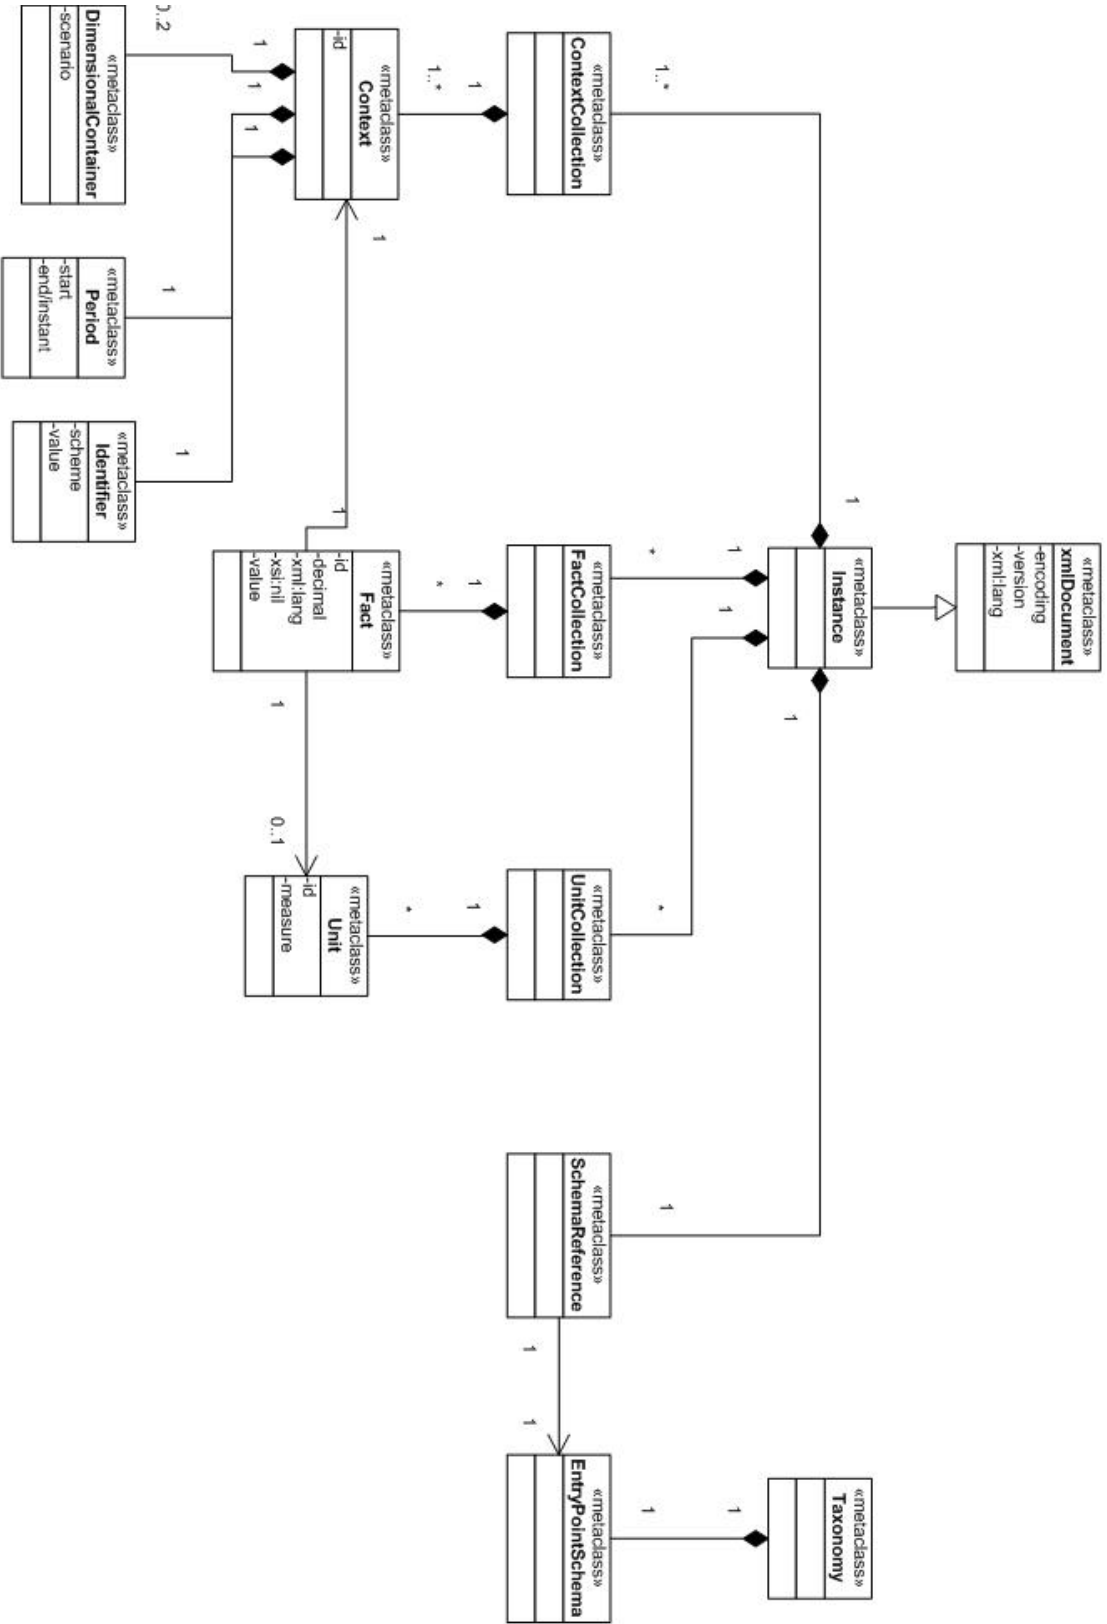 «metaclass»
xmlDocument
-encoding
-version
-xml:lang
1
«metaclass»
Instance
«metaclass»
Taxonomy
1
1
1
1
1..*
*
*
1
1
«metaclass»
ContextCollection
«metaclass»
FactCollection
«metaclass»
UnitCollection
«metaclass»
SchemaReference
«metaclass»
EntryPointSchema
1
1
1
1
1
1..*
*
*
«metaclass»
Context
-id
«metaclass»
Fact
-id
-decimal
-xml:lang
-xsi:nil
-value
«metaclass»
Unit
-id
-measure
1
1
1
0..1
1
1
1
0..2
1
1
«metaclass»
DimensionalContainer
-scenario
«metaclass»
Period
-start
-end/instant
«metaclass»
Identifier
-scheme
-value